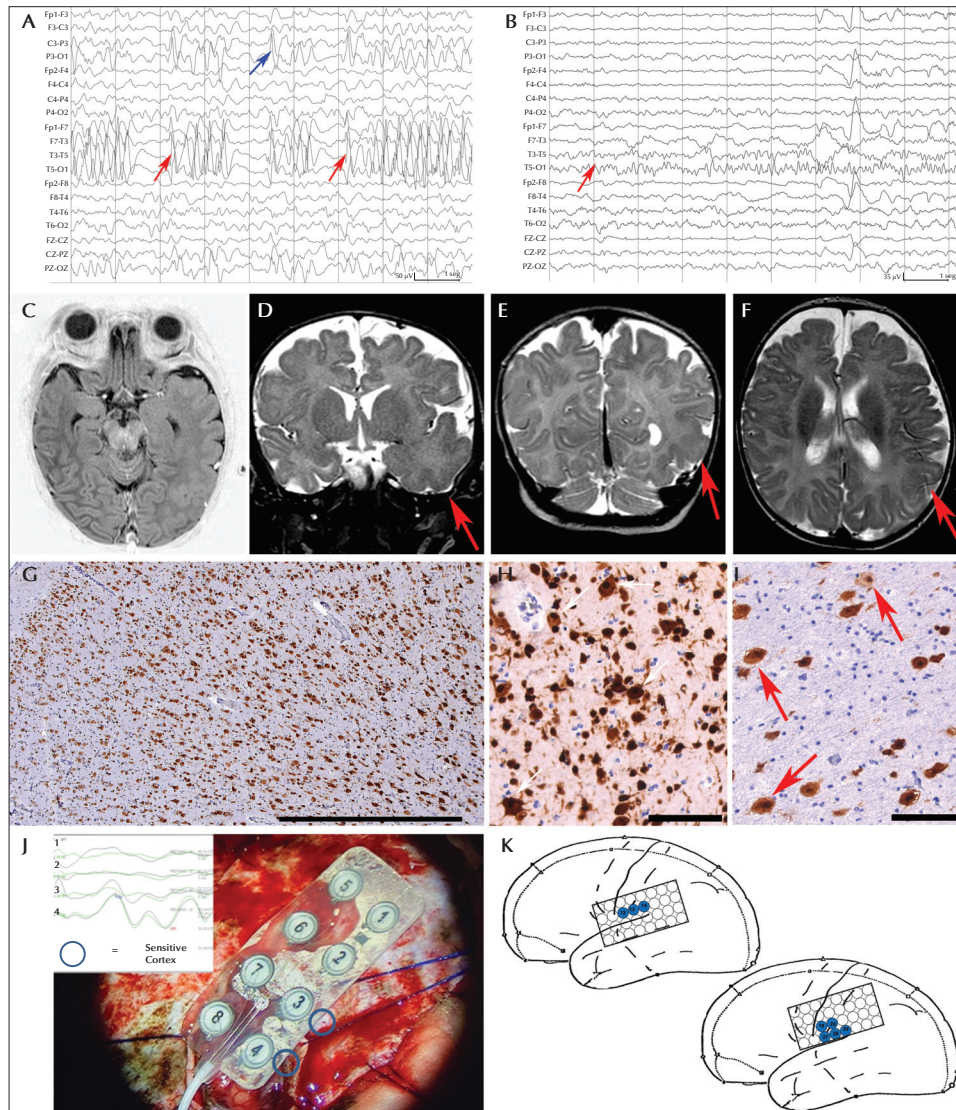 A
Fp1-F3
F3-C3
C3-P3
P3-O1
Fp2-F4
F4-C4
C4-P4
P4-O2
Fp1-F7
F7-T3
T3-T5
T5-O1
Fp2-F8
F8-T4
T4-T6
T6-O2
FZ-CZ
CZ-PZ
PZ-OZ
50 µV
1 seg
B
Fp1-F3
F3-C3
C3-P3
P3-O1
Fp2-F4
F4-C4
C4-P4
P4-O2
Fp1-F7
F7-T3
T3-T5
T5-O1
Fp2-F8
F8-T4
T4-T6
T6-O2
FZ-CZ
CZ-PZ
PZ-OZ
35 µV
1 seg
C
D
E
F
G
H
I
J
1
2
3
4
= Sensitive
Cortex
5
1
6
2
7
3
8
4
K